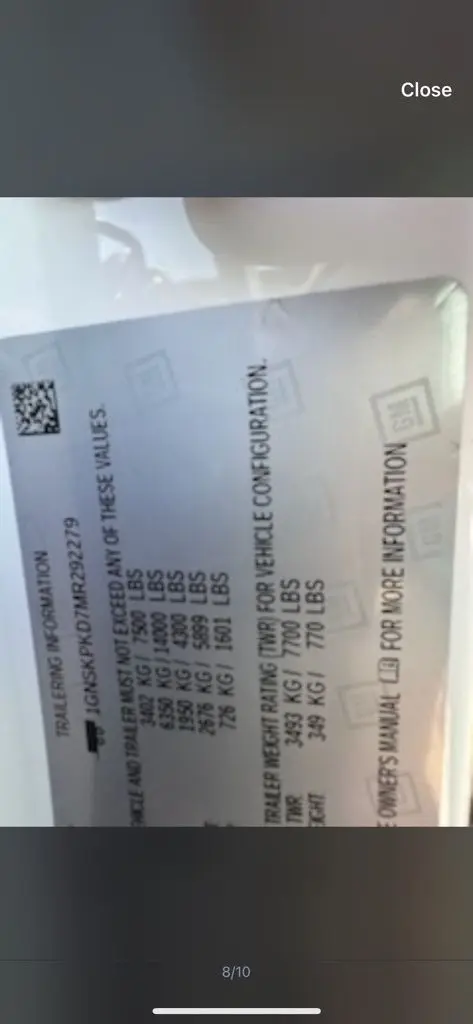 Close
TRAILERING INFORMATION
1GNSKPKD7MR292279
AND TRAILER MUST NOT EXCEED ANY OF THESE VALUES.
3402 KG/ 7500 LBS
6350 KG/14000 LBS
1950 KG/ 4300 LBS
2676 KG/ 5899 LBS
726 KG/ 1601 LBS
TRAILER WEIGHT RATING (TWR) FOR VEHICLE CONFIGURATION.
TWR 3493 KG/ 7700 LBS
349 KG/ 770 LBS
OWNER'S MANUAL FOR MORE INFORMATION
GM
8/10